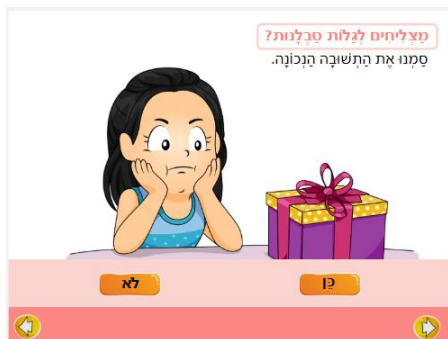 מַצְלִיחִים לְגַלּוֹת סַבְלָנוּת?
סַמְּנוּ אֶת הַתְּשׁוּבָה הַנְּכוֹנָה.
כֵּן
לֹא